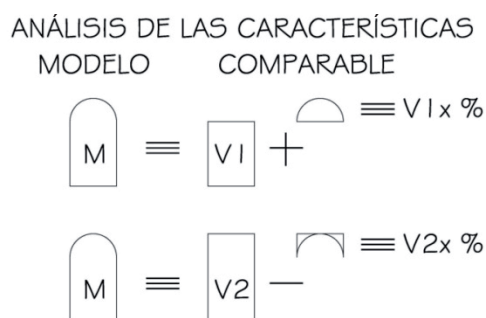 ANÁLISIS DE LAS CARACTERÍSTICAS
MODELO COMPARABLE
M ≡ V1 + ≡ V1x %
M ≡ V2 — ≡ V2x %